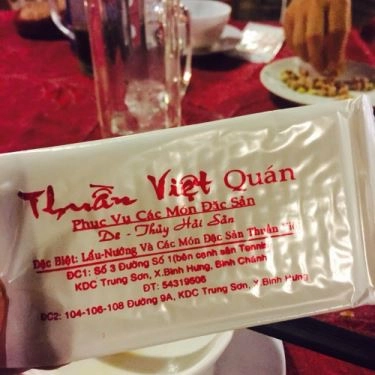 Thuần Việt Quán
Phục Vụ Các Món Đặc Sản
Dê - Thủy Hải Sản
Đặc Biệt: Lẩu-Nướng Và Các Món Đặc Sản Thuần Việt
ĐC1: Số 3 Đường Số 1(bên cạnh sân Tennis
KDC Trung Sơn, X.Bình Hưng, Bình Chánh
ĐT: 54319506
ĐC2: 104-106-108 Đường 9A, KDC Trung Sơn, X.Bình Hưng